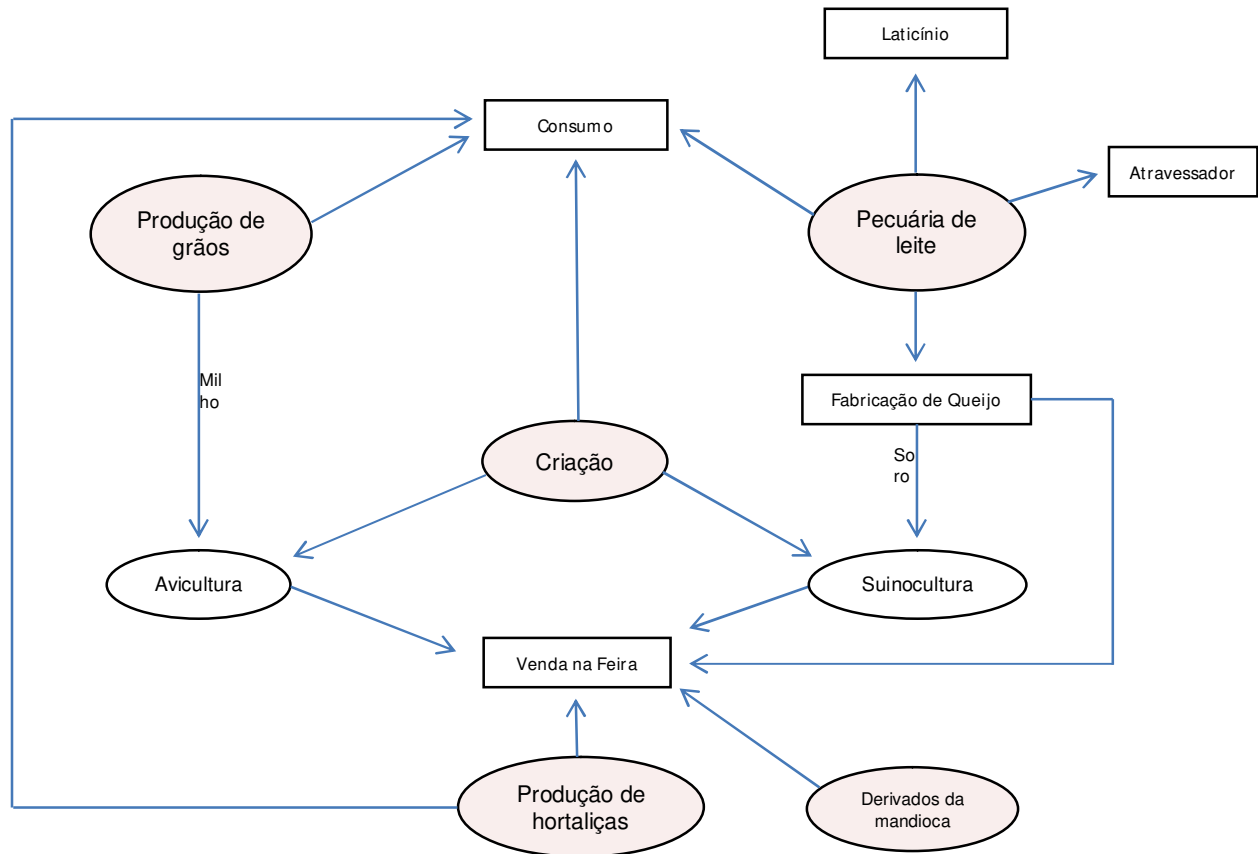 Laticínio
Consumo
Atravessador
Produção de
grãos
Pecuária de
leite
Mil
ho
Fabricação de Queijo
Criação
So
ro
Avicultura
Suinocultura
Venda na Feira
Produção de
hortaliças
Derivados da
mandioca